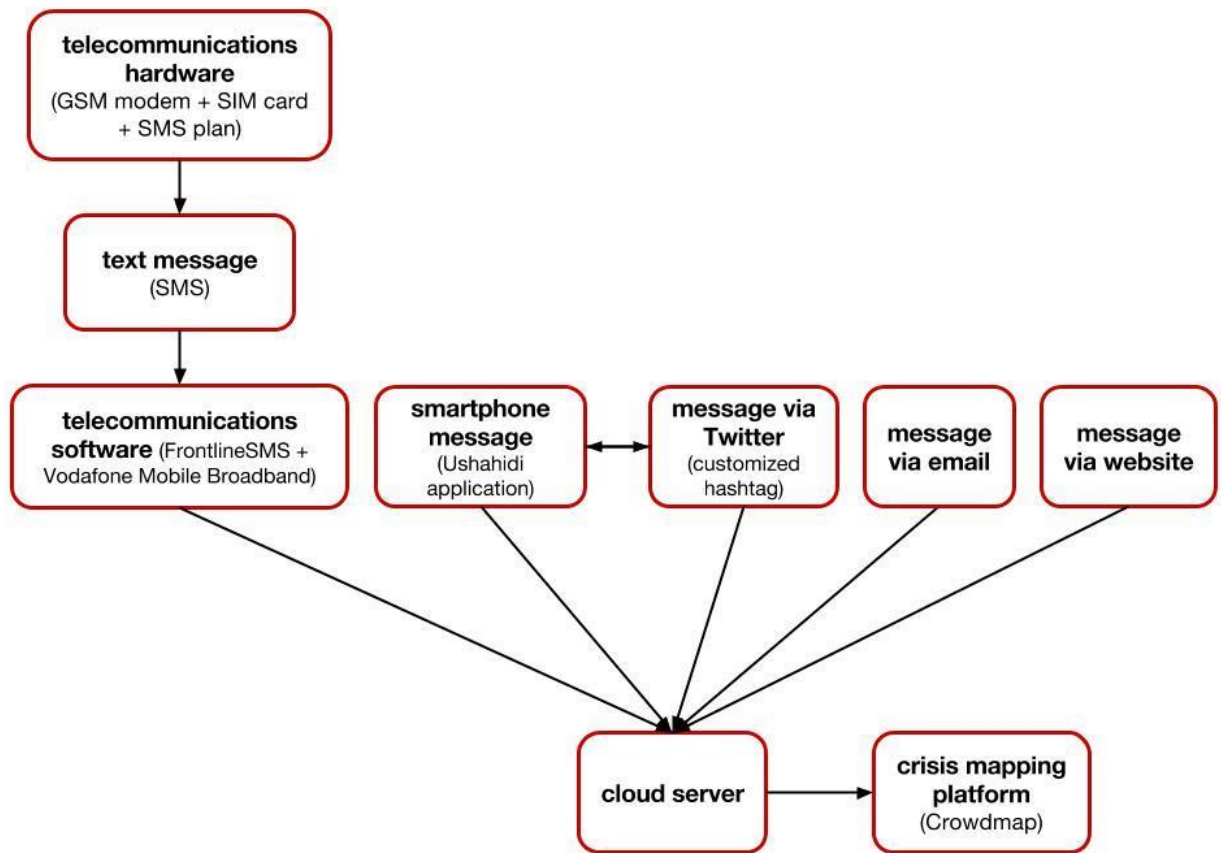 telecommunications
hardware
(GSM modem + SIM card
+ SMS plan)
text message
(SMS)
telecommunications
software (FrontlineSMS +
Vodafone Mobile Broadband)
smartphone
message
(Ushahidi
application)
message via
Twitter
(customized
hashtag)
message
via email
message
via website
cloud server
crisis mapping
platform
(Crowdmap)